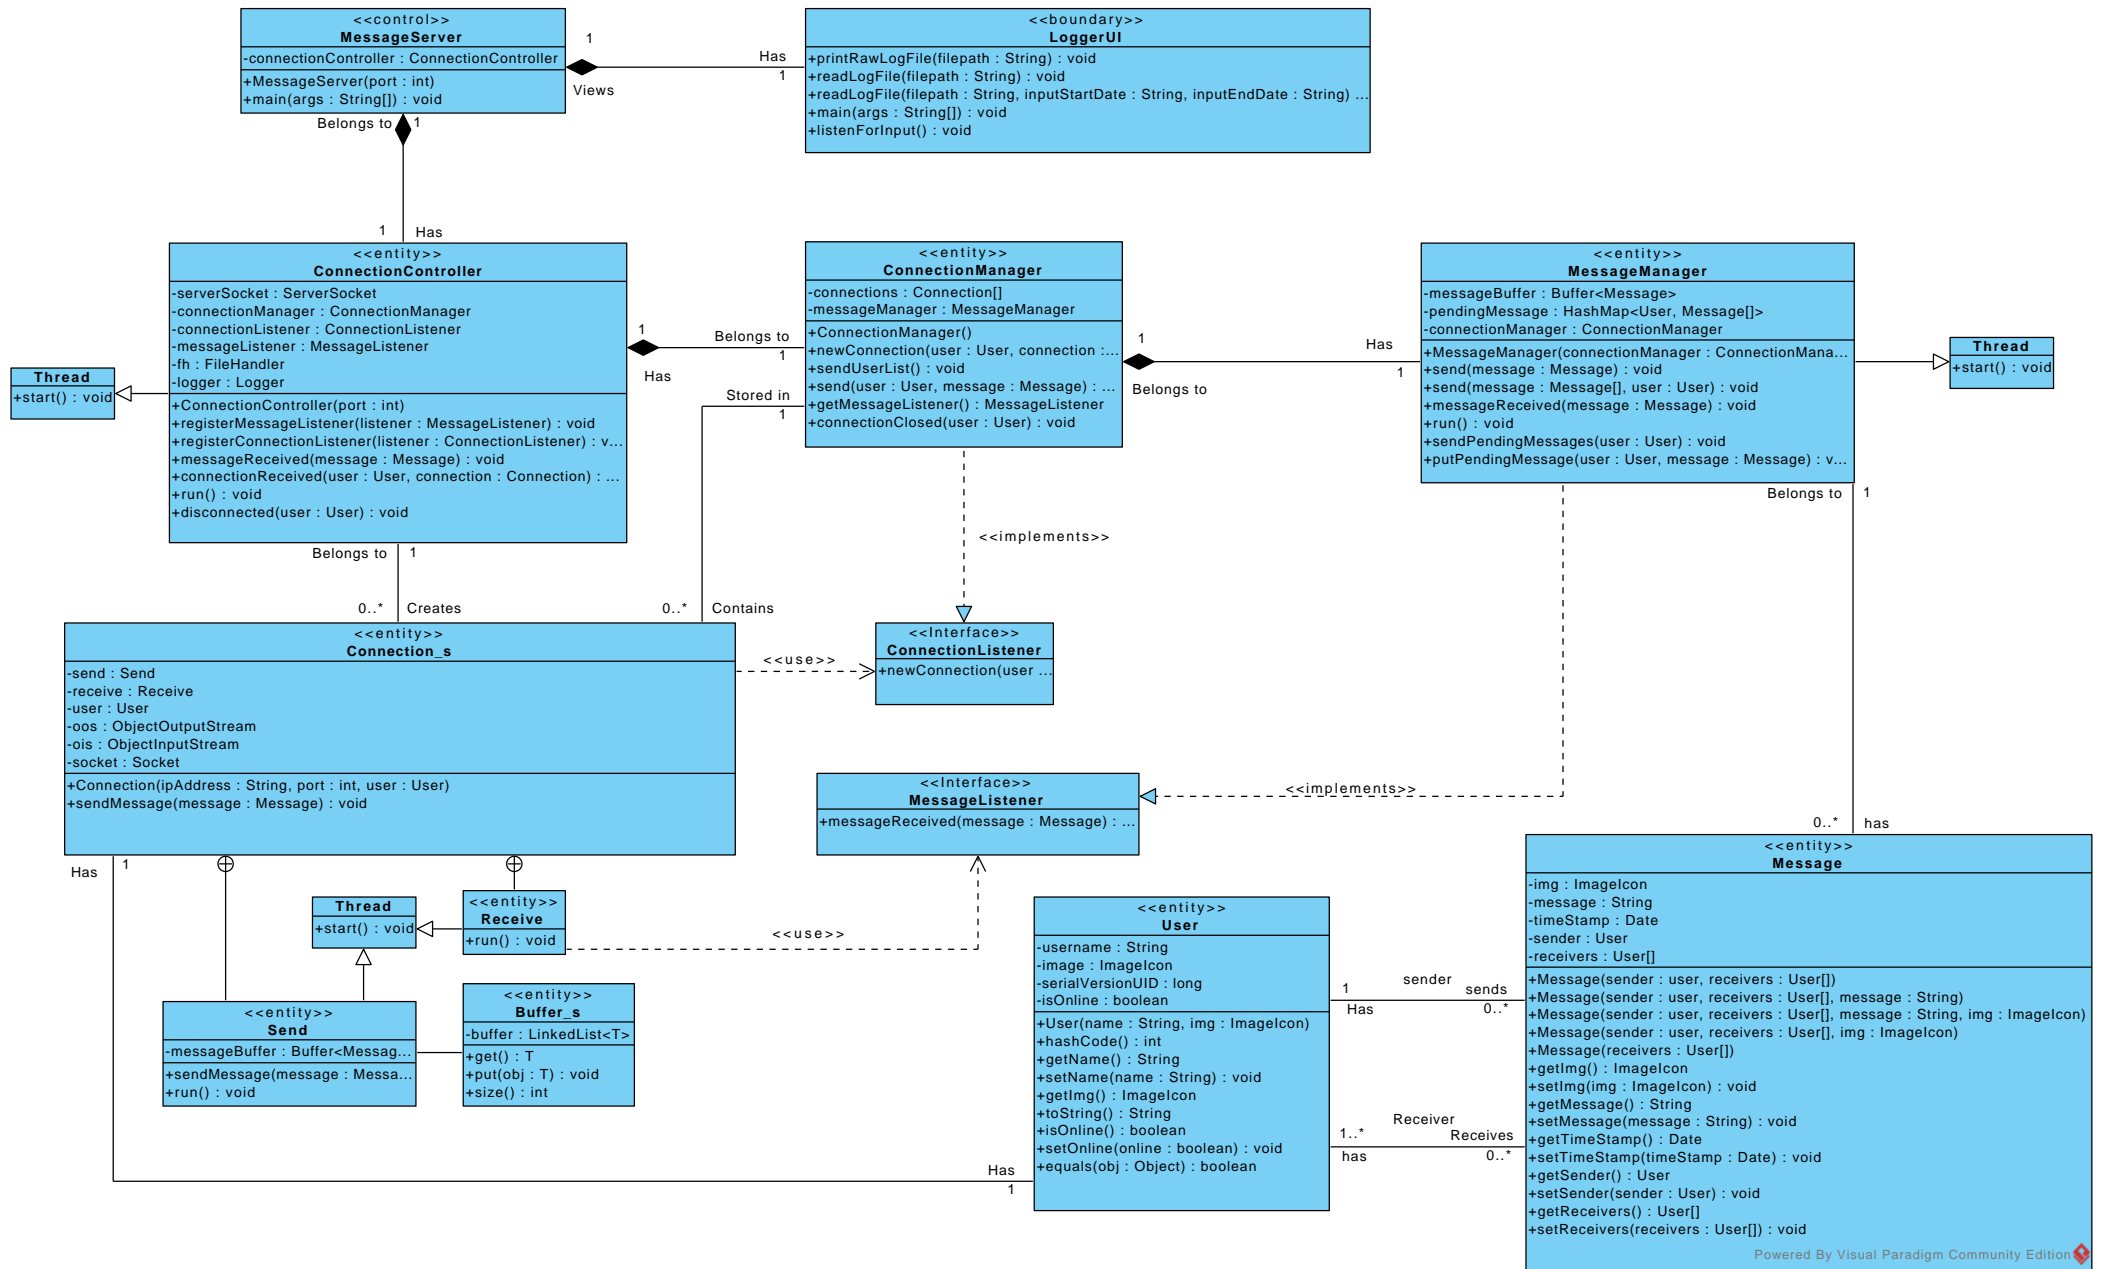 <<control>>
MessageServer
-connectionController : ConnectionController
+MessageServer(port : int)
+main(args : String[]) : void
1
Views
Has
1
<<boundary>>
LoggerUI
+printRawLogFile(filepath : String) : void
+readLogFile(filepath : String) : void
+readLogFile(filepath : String, inputStartDate : String, inputEndDate : String) ...
+main(args : String[]) : void
+listenForInput() : void
Belongs to
1
1
Has
<<entity>>
ConnectionController
-serverSocket : ServerSocket
-connectionManager : ConnectionManager
-connectionListener : ConnectionListener
-messageListener : MessageListener
-fh : FileHandler
-logger : Logger
+ConnectionController(port : int)
+registerMessageListener(listener : MessageListener) : void
+registerConnectionListener(listener : ConnectionListener) : v...
+messageReceived(message : Message) : void
+connectionReceived(user : User, connection : Connection) : ...
+run() : void
+disconnected(user : User) : void
Thread
+start() : void
1
Has
Belongs to
1
Stored in
1
<<entity>>
ConnectionManager
-connections : Connection[]
-messageManager : MessageManager
+ConnectionManager()
+newConnection(user : User, connection :...
+sendUserList() : void
+send(user : User, message : Message) : ...
+getMessageListener() : MessageListener
+connectionClosed(user : User) : void
1
Belongs to
Has
1
<<entity>>
MessageManager
-messageBuffer : Buffer<Message>
-pendingMessage : HashMap<User, Message[]>
-connectionManager : ConnectionManager
+MessageManager(connectionManager : ConnectionMana...
+send(message : Message) : void
+send(message : Message[], user : User) : void
+messageReceived(message : Message) : void
+run() : void
+sendPendingMessages(user : User) : void
+putPendingMessage(user : User, message : Message) : v...
Thread
+start() : void
Belongs to
1
<<implements>>
Belongs to
1
0..*
Creates
0..*
Contains
<<entity>>
Connection_s
-send : Send
-receive : Receive
-user : User
-oos : ObjectOutputStream
-ois : ObjectInputStream
-socket : Socket
+Connection(ipAddress : String, port : int, user : User)
+sendMessage(message : Message) : void
<<use>>
<<Interface>>
ConnectionListener
+newConnection(user ...
<<Interface>>
MessageListener
+messageReceived(message : Message) : ...
<<implements>>
0..*
has
Has
1
Thread
+start() : void
<<entity>>
Receive
+run() : void
<<use>>
<<entity>>
Send
-messageBuffer : Buffer<Messag...
+sendMessage(message : Messa...
+run() : void
<<entity>>
Buffer_s
-buffer : LinkedList<T>
+get() : T
+put(obj : T) : void
+size() : int
Has
1
<<entity>>
User
-username : String
-image : ImageIcon
-serialVersionUID : long
-isOnline : boolean
+User(name : String, img : ImageIcon)
+hashCode() : int
+getName() : String
+setName(name : String) : void
+getImg() : ImageIcon
+toString() : String
+isOnline() : boolean
+setOnline(online : boolean) : void
+equals(obj : Object) : boolean
sender
1
sends
Has
0..*
Receiver
1..*
Receives
has
0..*
<<entity>>
Message
-img : ImageIcon
-message : String
-timeStamp : Date
-sender : User
-receivers : User[]
+Message(sender : user, receivers : User[])
+Message(sender : user, receivers : User[], message : String)
+Message(sender : user, receivers : User[], message : String, img : ImageIcon)
+Message(sender : user, receivers : User[], img : ImageIcon)
+Message(receivers : User[])
+getImg() : ImageIcon
+setImg(img : ImageIcon) : void
+getMessage() : String
+setMessage(message : String) : void
+getTimeStamp() : Date
+setTimeStamp(timeStamp : Date) : void
+getSender() : User
+setSender(sender : User) : void
+getReceivers() : User[]
+setReceivers(receivers : User[]) : void
Powered By Visual Paradigm Community Edition